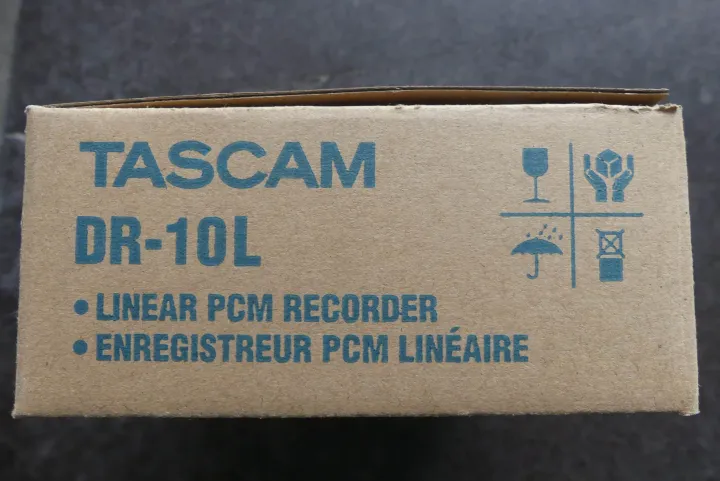 TASCAM
DR-10L
• LINEAR PCM RECORDER
• ENREGISTREUR PCM LINÉAIRE